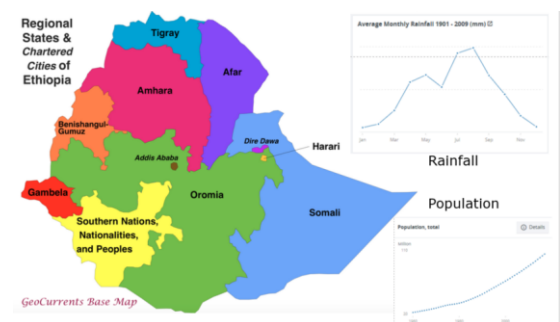 Regional
States &
Chartered
Cities of
Ethiopia
Tigray
Afar
Amhara
Benishangul-
Gumuz
Dire Dawa
Harari
Addis Ababa
Gambela
Oromia
Somali
Southern Nations,
Nationalities,
and Peoples
GeoCurrents Base Map
Average Monthly Rainfall 1901 - 2009 (mm)
Jan Mar May Jul Sep Nov
Rainfall
Population
Population, total
Details